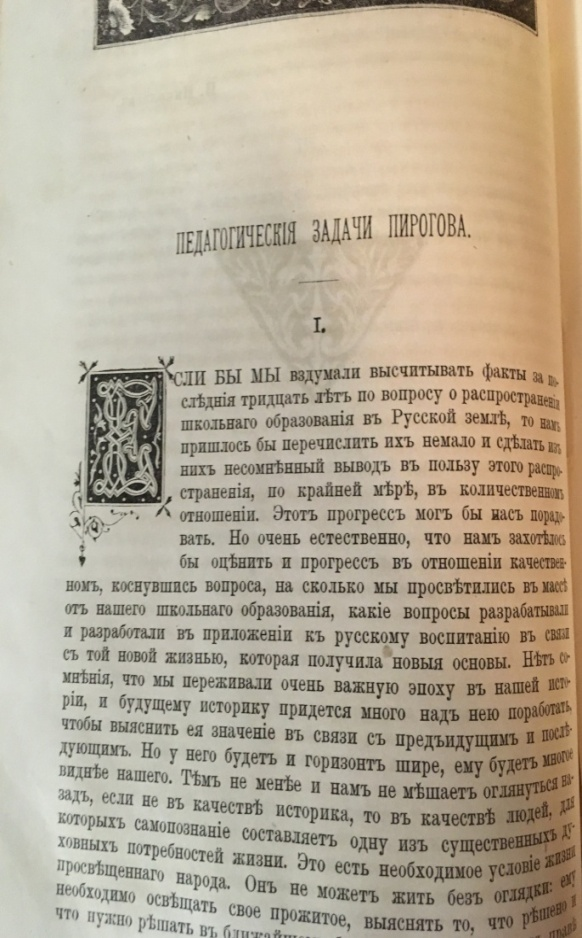 ПЕДАГОГИЧЕСКІЯ ЗАДАЧИ ПИРОГОВА.
I.
ЕСЛИ БЫ МЫ вздумали высчитывать факты за по-
слѣднія тридцать лѣтъ по вопросу о распространеніи
школьнаго образованія въ Русской землѣ, то намъ
пришлось бы перечислить ихъ немало и сдѣлать изъ
нихъ несомнѣнный выводъ въ пользу этого распро-
страненія, по крайней мѣрѣ, въ количественномъ
отношеніи. Этотъ прогрессъ могъ бы насъ порадо-
вать. Но очень естественно, что намъ захотѣлось
бы оцѣнить и прогрессъ въ отношеніи качествен-
номъ, коснувшись вопроса, на сколько мы просвѣтились въ массѣ
отъ нашего школьнаго образованія, какіе вопросы разрабатывали
и разработали въ приложеніи къ русскому воспитанію въ связи
съ той новой жизнью, которая получила новыя основы. Нѣтъ со-
мнѣнія, что мы переживали очень важную эпоху въ нашей исто-
ріи, и будущему историку придется много надъ нею поработать,
чтобы выяснить ея значеніе въ связи съ предъидущимъ и послѣ-
дующимъ. Но у него будетъ и горизонтъ шире, ему будетъ многое
виднѣе нашего. Тѣмъ не менѣе и намъ не мѣшаетъ оглянуться на-
задъ, если не въ качествѣ историка, то въ качествѣ людей, для
которыхъ самопознаніе составляетъ одну изъ существенныхъ ду-
ховныхъ потребностей жизни. Это есть необходимое условіе жизни
просвѣщеннаго народа. Онъ не можетъ жить безъ оглядки: ему
необходимо освѣщать свое прожитое, выяснять то, что рѣшено и
что нужно рѣшать въ